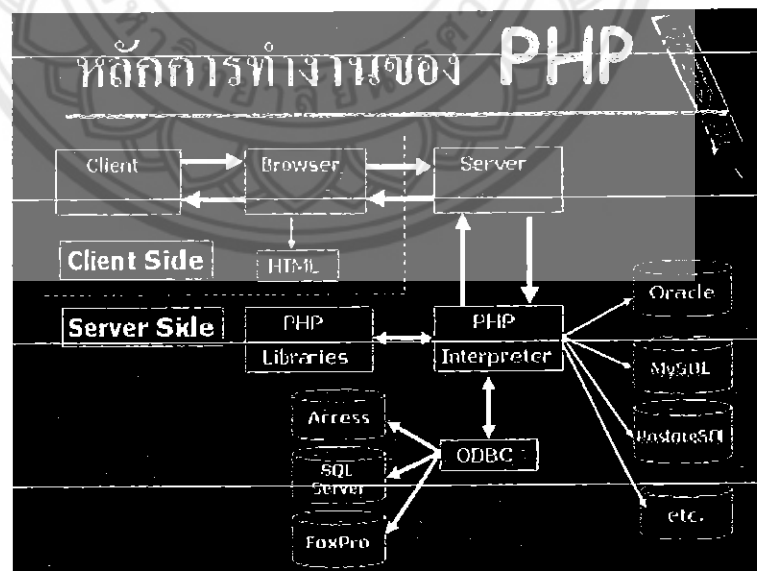 หลักการทำงานของ PHP
Client
Browser
Server
Client Side
HTML
Server Side
PHP
Libraries
PHP
Interpreter
Oracle
MySQL
PostgreSQL
etc.
Access
SQL
Server
FoxPro
ODBC